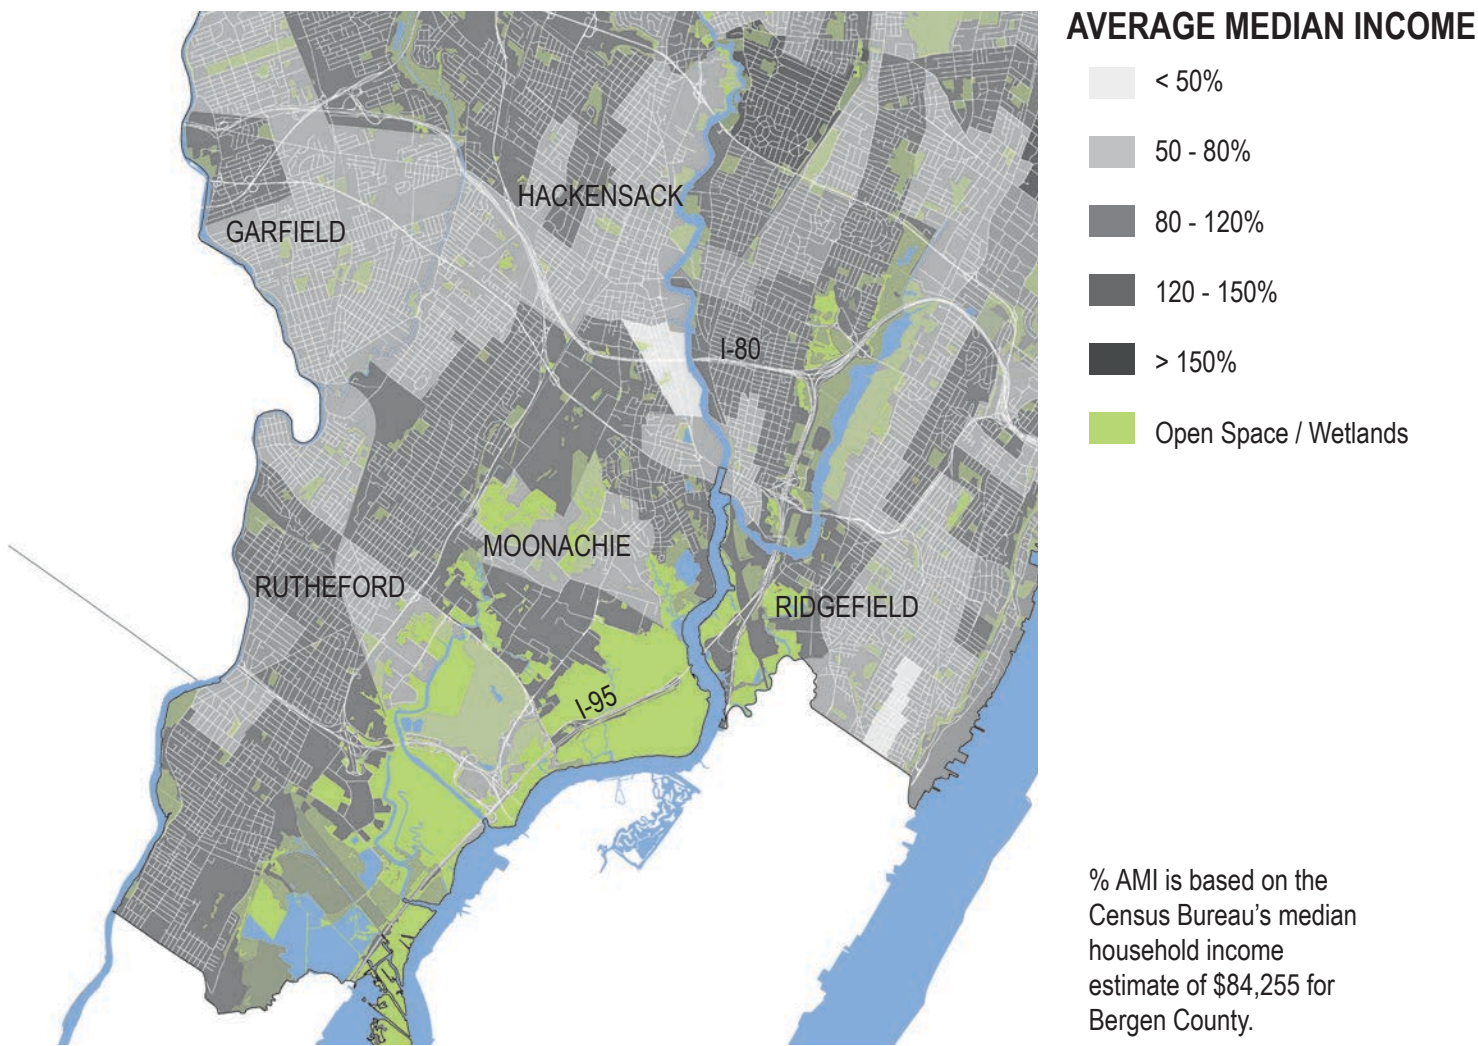 AVERAGE MEDIAN INCOME
< 50%
50 - 80%
80 - 120%
120 - 150%
> 150%
Open Space / Wetlands
HACKENSACK
GARFIELD
I-80
MOONACHIE
RUTHEFORD
RIDGEFIELD
I-95
% AMI is based on the
Census Bureau's median
household income
estimate of $84,255 for
Bergen County.